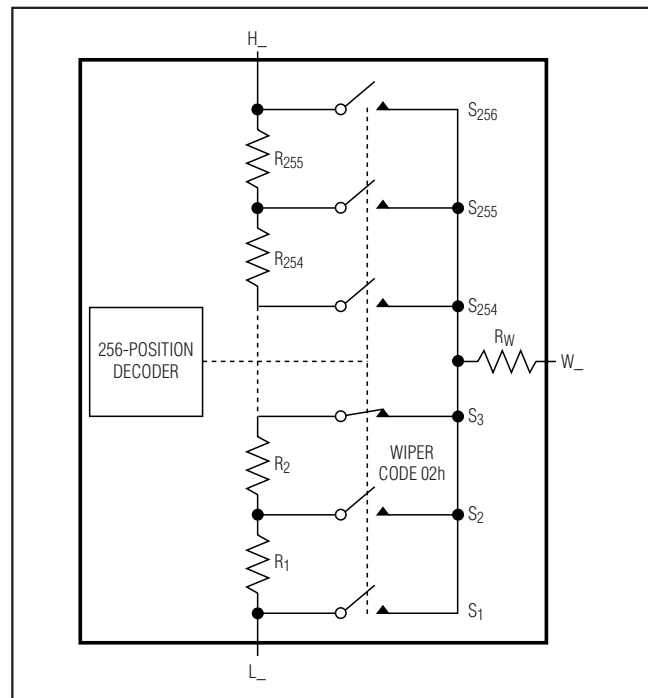 H_
S256
R255
S255
R254
S254
256-POSITION
DECODER
RW
W_
S3
WIPER
CODE 02h
R2
S2
R1
S1
L_